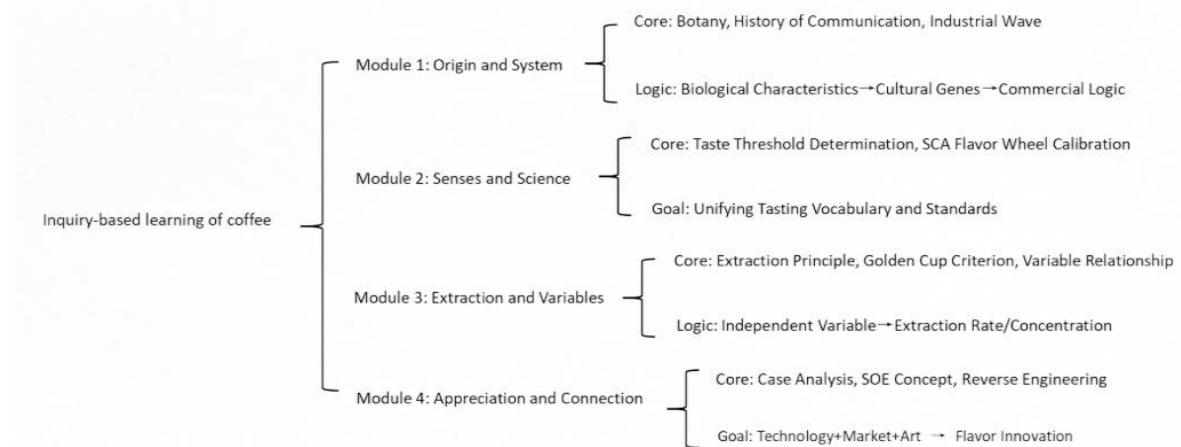 Inquiry-based learning of coffee
Module 1: Origin and System
Core: Botany, History of Communication, Industrial Wave
Logic: Biological Characteristics→Cultural Genes→Commercial Logic
Module 2: Senses and Science
Core: Taste Threshold Determination, SCA Flavor Wheel Calibration
Goal: Unifying Tasting Vocabulary and Standards
Module 3: Extraction and Variables
Core: Extraction Principle, Golden Cup Criterion, Variable Relationship
Logic: Independent Variable→Extraction Rate/Concentration
Module 4: Appreciation and Connection
Core: Case Analysis, SOE Concept, Reverse Engineering
Goal: Technology+Market+Art → Flavor Innovation